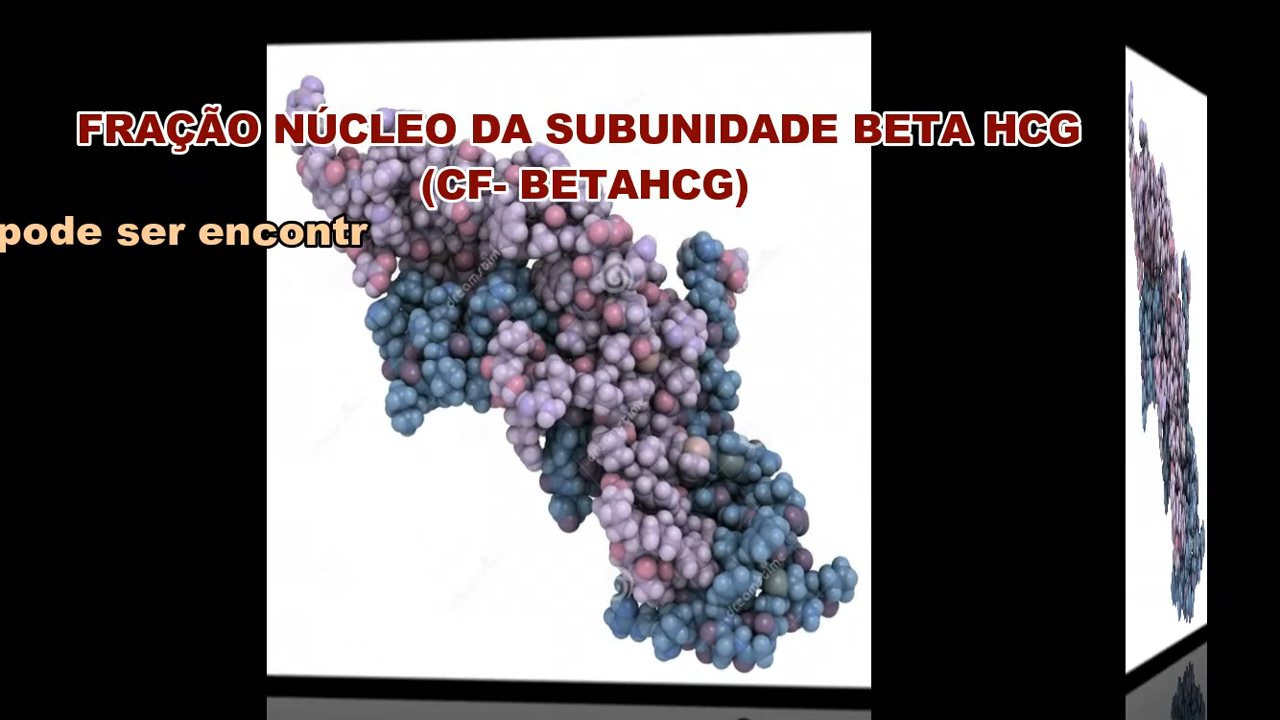 FRAÇÃO NÚCLEO DA SUBUNIDADE BETA HCG
(CF- BETAHCG)
pode ser encontr